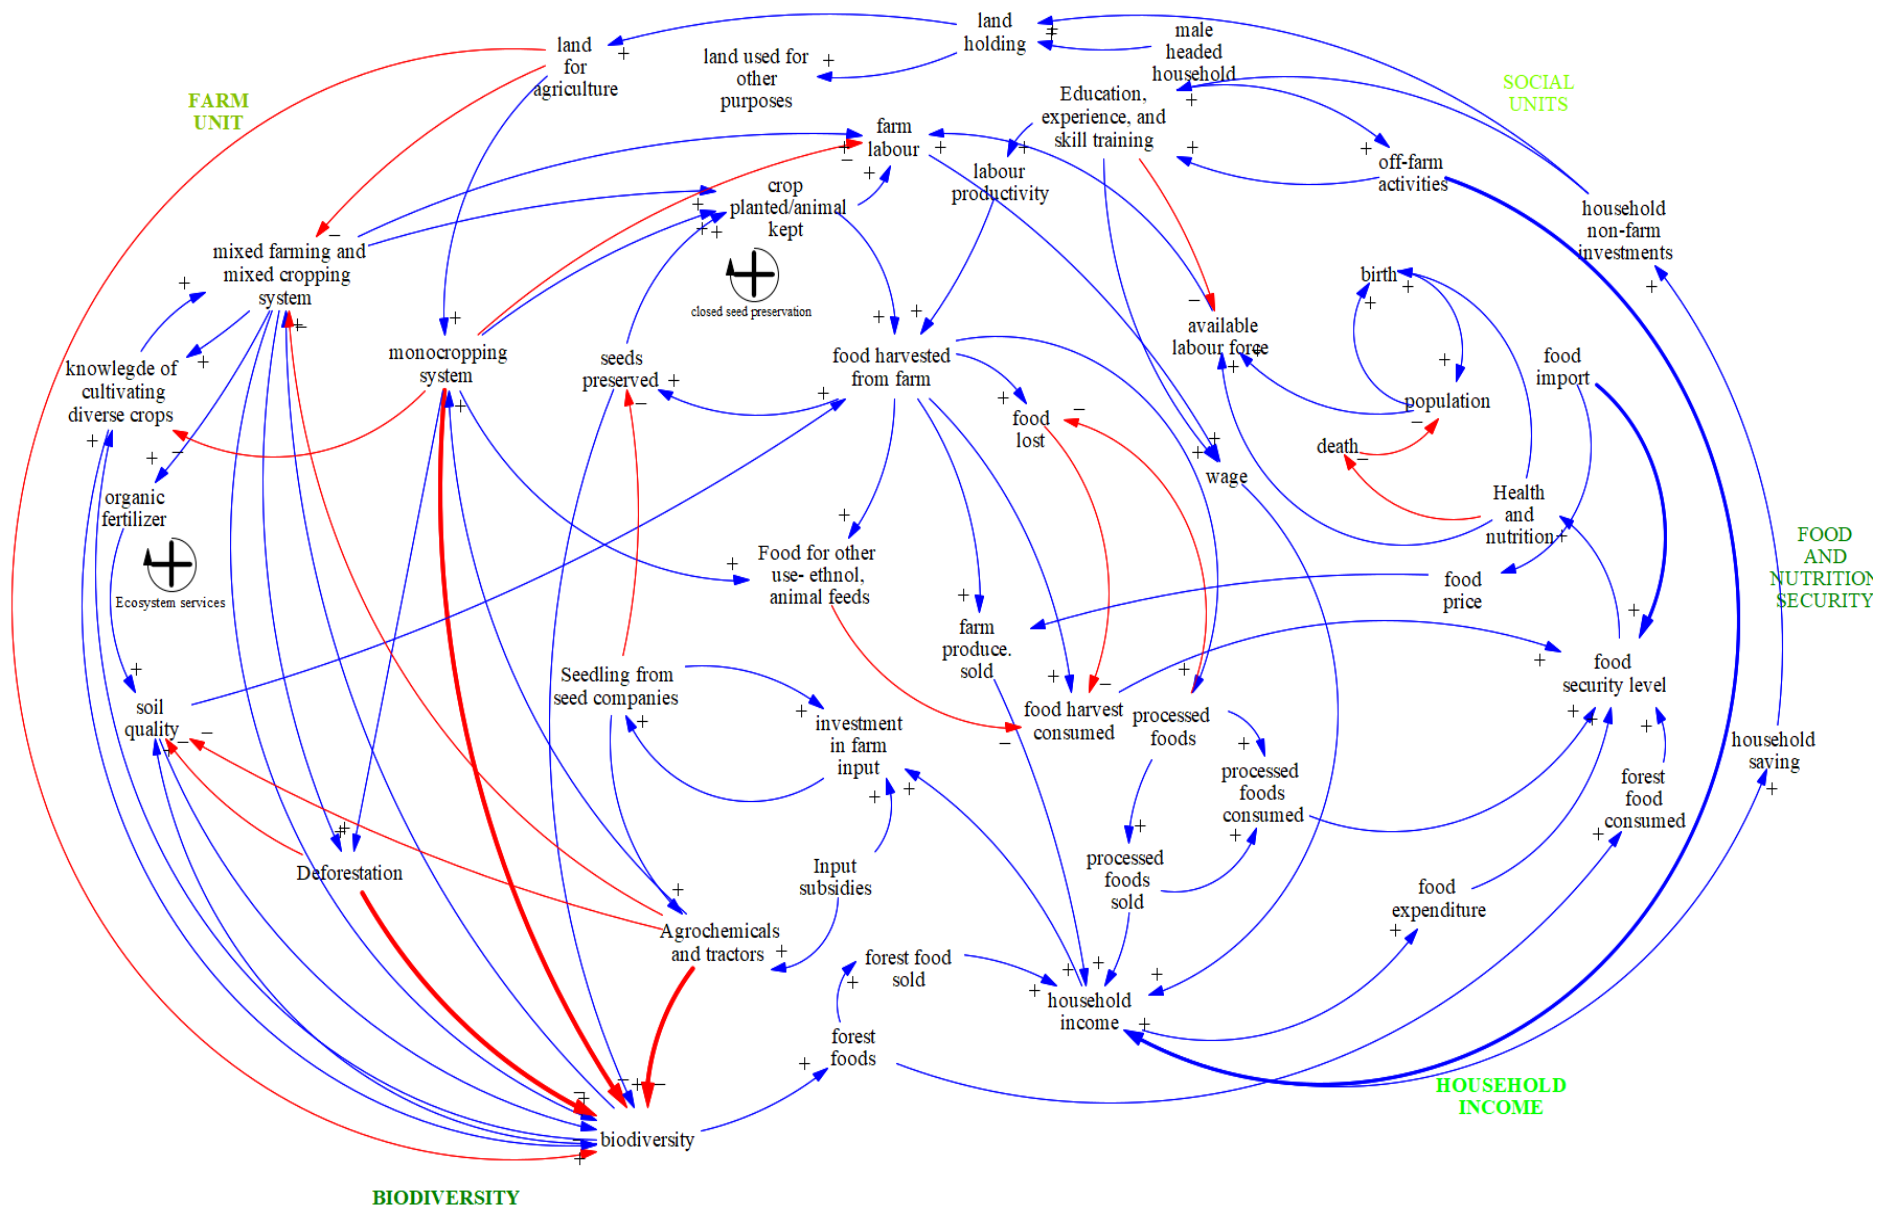 land
holding
male
headed
household
land
for
agriculture
land used for
other
purposes
SOCIAL
UNITS
FARM
UNIT
Education,
experience, and
skill training
farm
labour
off-farm
activities
labour
productivity
crop
planted/animal
kept
household
non-farm
investments
mixed farming and
mixed cropping
system
birth
closed seed preservation
available
labour force
monocropping
system
seeds
preserved
food harvested
from farm
food
import
knowlegde of
cultivating
diverse crops
population
food
lost
death
wage
organic
fertilizer
Health
and
nutrition
FOOD
AND
NUTRITION
SECURITY
Food for other
use- ethnol,
animal feeds
food
price
Ecosystem services
farm
produce.
sold
food
security level
Seedling from
seed companies
soil
quality
food harvest
consumed
processed
foods
investment
in farm
input
household
saving
processed
foods
consumed
forest
food
consumed
Deforestation
Input
subsidies
processed
foods
sold
food
expenditure
Agrochemicals
and tractors
forest food
sold
household
income
forest
foods
HOUSEHOLD
INCOME
biodiversity
BIODIVERSITY